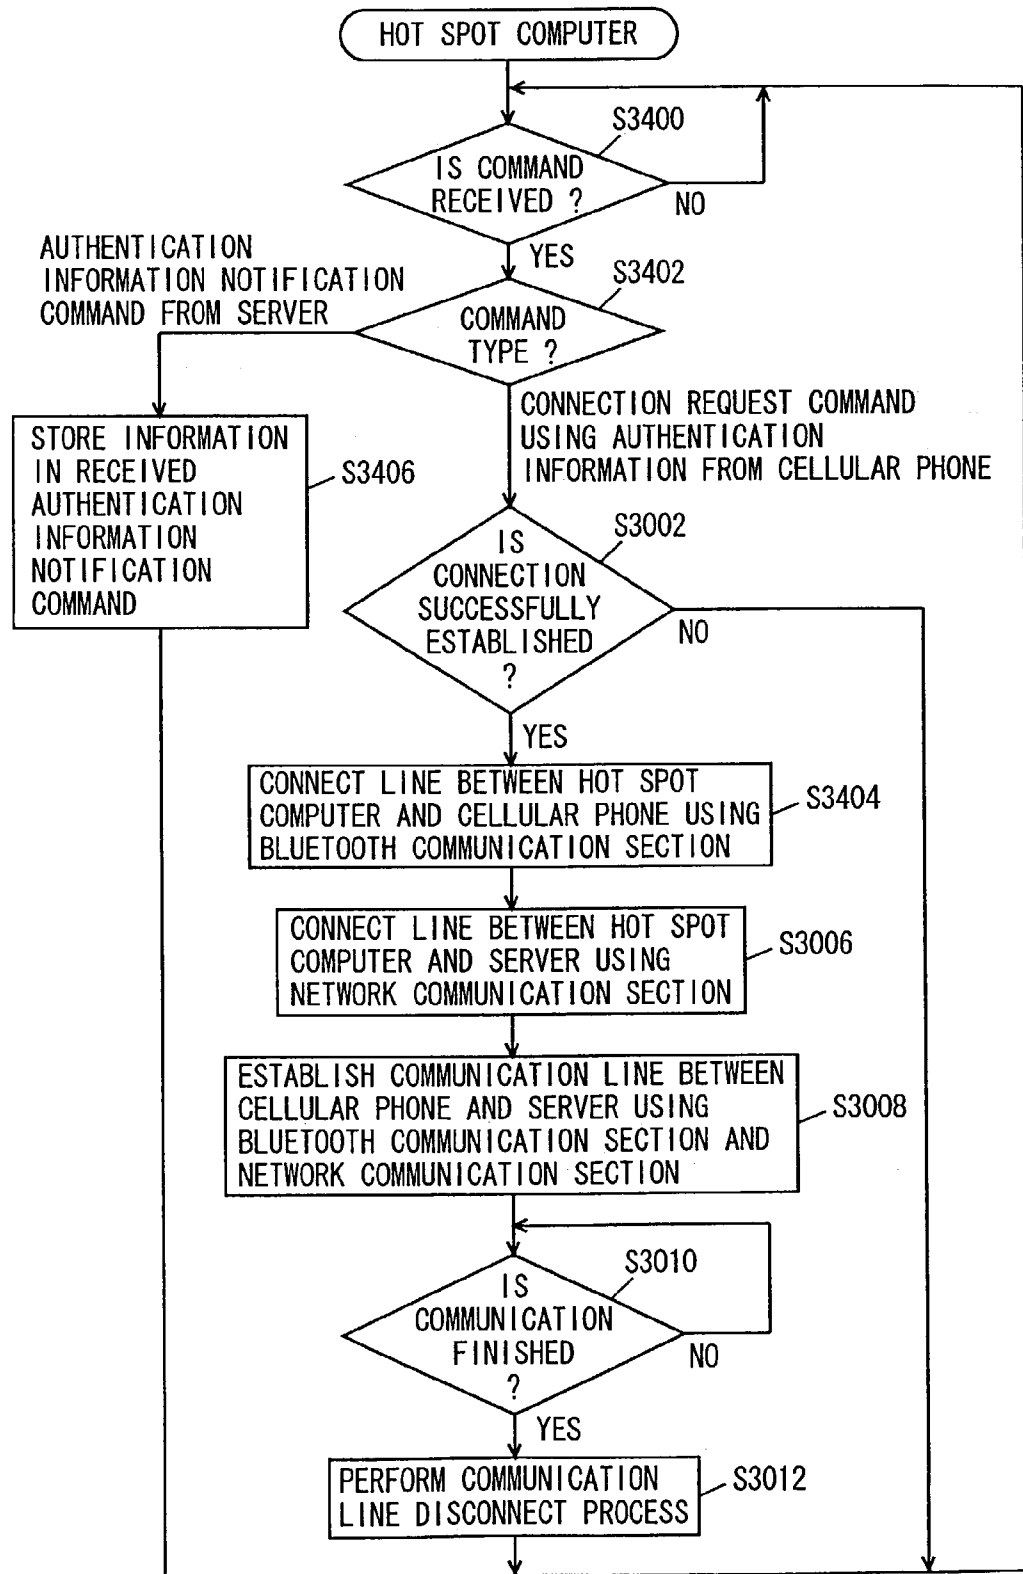 HOT SPOT COMPUTER
S3400
IS COMMAND
RECEIVED ?
NO
YES
AUTHENTICATION
INFORMATION NOTIFICATION
COMMAND FROM SERVER
S3402
COMMAND
TYPE ?
CONNECTION REQUEST COMMAND
USING AUTHENTICATION
INFORMATION FROM CELLULAR PHONE
STORE INFORMATION
IN RECEIVED
AUTHENTICATION
INFORMATION
NOTIFICATION
COMMAND
S3406
S3002
IS
CONNECTION
SUCCESSFULLY
ESTABLISHED
?
NO
YES
CONNECT LINE BETWEEN HOT SPOT
COMPUTER AND CELLULAR PHONE USING
BLUETOOTH COMMUNICATION SECTION
S3404
CONNECT LINE BETWEEN HOT SPOT
COMPUTER AND SERVER USING
NETWORK COMMUNICATION SECTION
S3006
ESTABLISH COMMUNICATION LINE BETWEEN
CELLULAR PHONE AND SERVER USING
BLUETOOTH COMMUNICATION SECTION AND
NETWORK COMMUNICATION SECTION
S3008
S3010
IS
COMMUNICATION
FINISHED
?
NO
YES
PERFORM COMMUNICATION
LINE DISCONNECT PROCESS
S3012